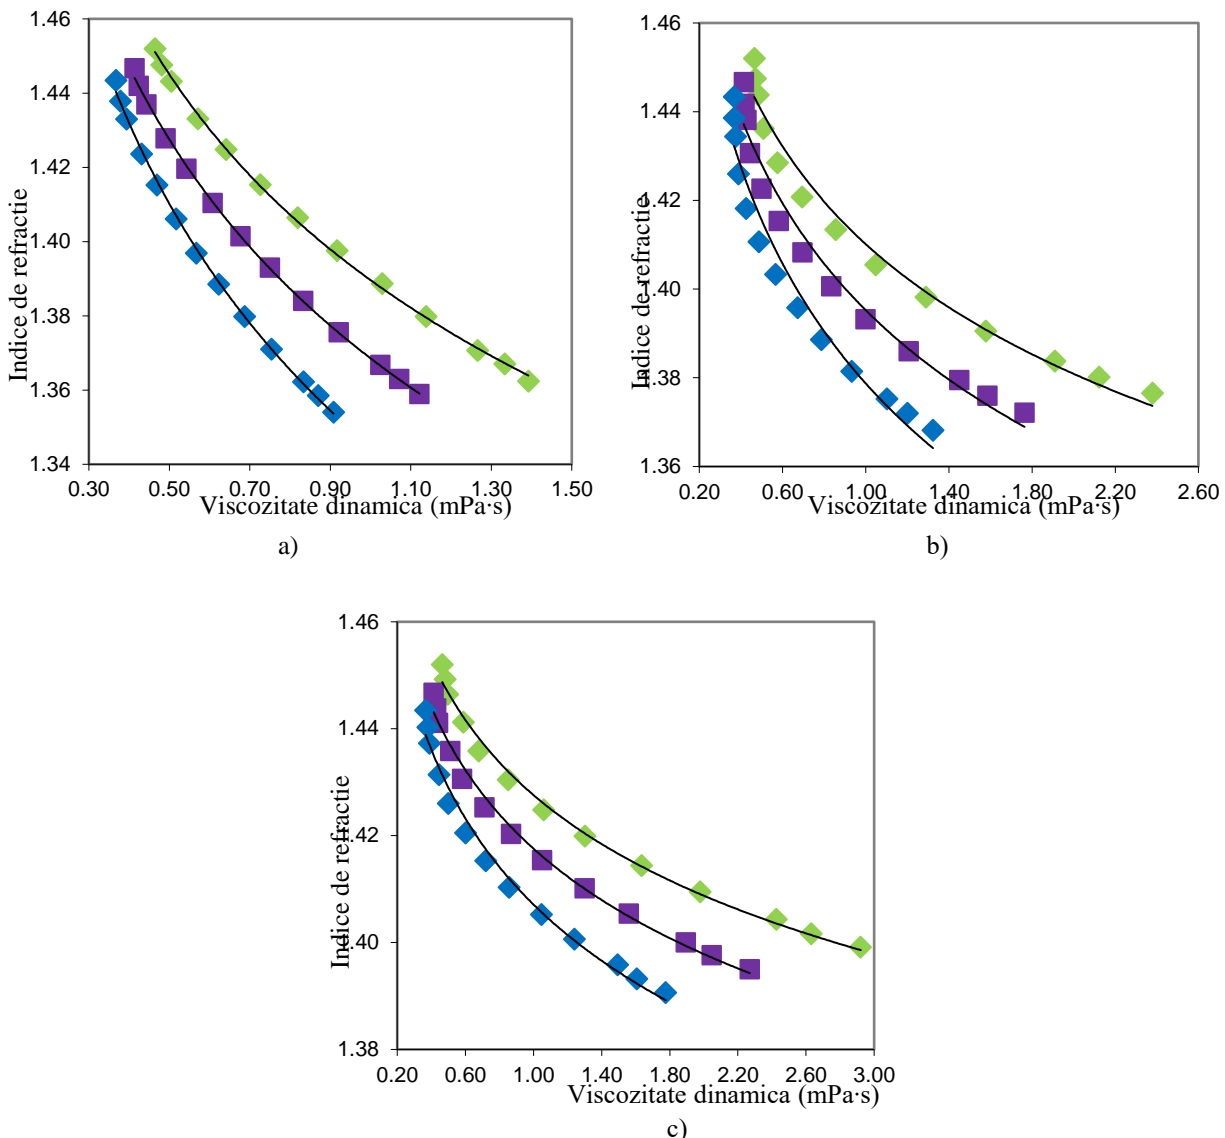 1.46
1.44
1.42
1.40
1.38
1.36
1.34
Indice de refractie
0.30 0.50 0.70 0.90 1.10 1.30 1.50
Viscozitate dinamica (mPa·s)
a)
1.46
1.44
1.42
1.40
1.38
1.36
Indice de refractie
0.20 0.60 1.00 1.40 1.80 2.20 2.60
Viscozitate dinamica (mPa·s)
b)
1.46
1.44
1.42
1.40
1.38
Indice de refractie
0.20 0.60 1.00 1.40 1.80 2.20 2.60 3.00
Viscozitate dinamica (mPa·s)
c)